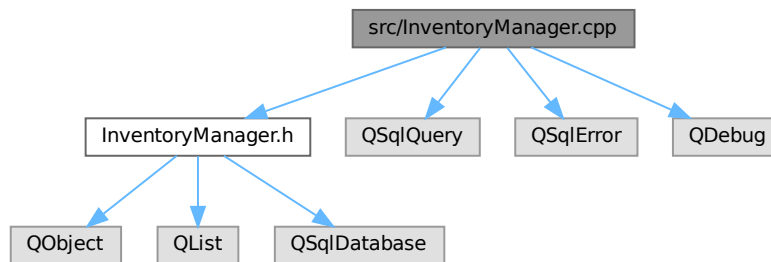 src/InventoryManager.cpp
InventoryManager.h
QSqlQuery
QSqlError
QDebug
QObject
QList
QSqlDatabase